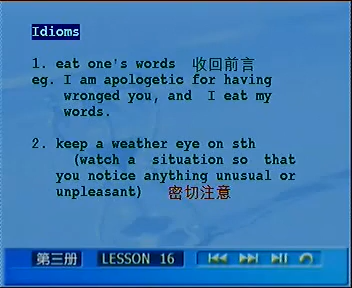 Idioms
1. eat one's words 收回前言
eg. I am apologetic for having
wronged you, and I eat my
words.
2. keep a weather eye on sth
(watch a situation so that
you notice anything unusual or
unpleasant) 密切注意
第三册 LESSON 16